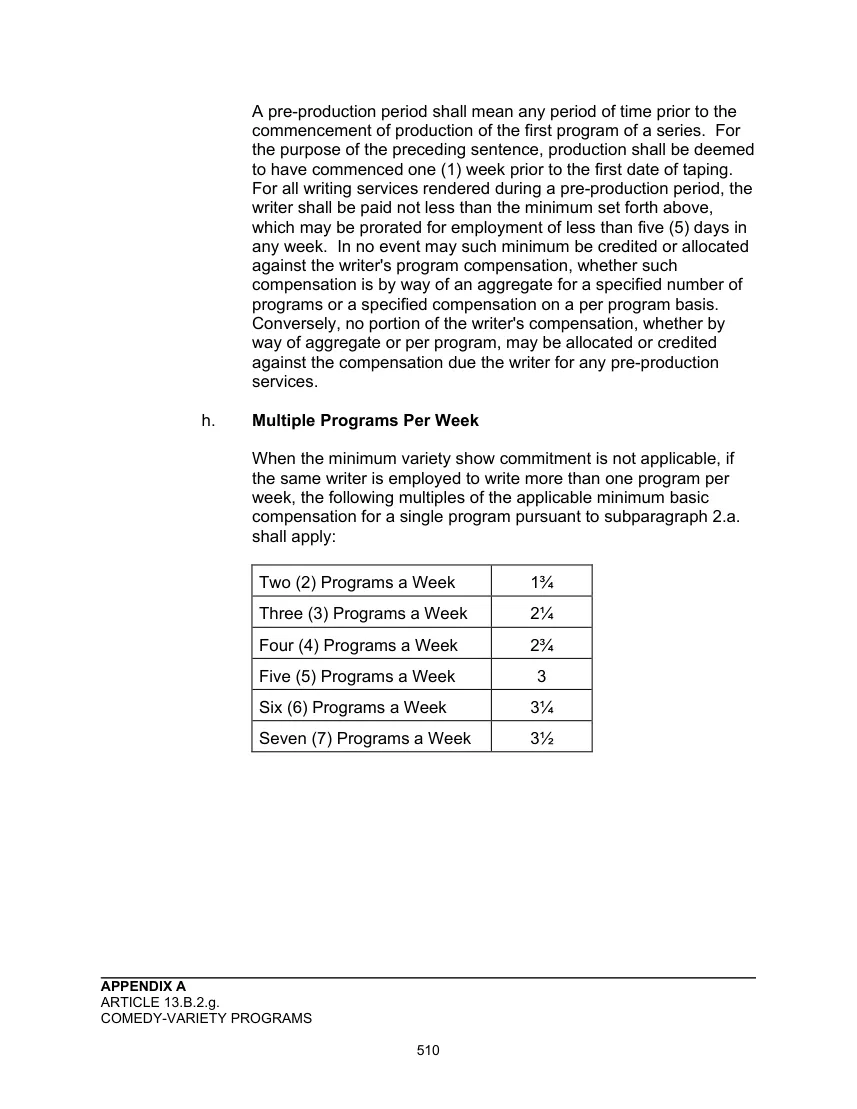 A pre-production period shall mean any period of time prior to the
commencement of production of the first program of a series.  For
the purpose of the preceding sentence, production shall be deemed
to have commenced one (1) week prior to the first date of taping.
For all writing services rendered during a pre-production period, the
writer shall be paid not less than the minimum set forth above,
which may be prorated for employment of less than five (5) days in
any week.  In no event may such minimum be credited or allocated
against the writer's program compensation, whether such
compensation is by way of an aggregate for a specified number of
programs or a specified compensation on a per program basis.
Conversely, no portion of the writer's compensation, whether by
way of aggregate or per program, may be allocated or credited
against the compensation due the writer for any pre-production
services.
h. Multiple Programs Per Week
When the minimum variety show commitment is not applicable, if
the same writer is employed to write more than one program per
week, the following multiples of the applicable minimum basic
compensation for a single program pursuant to subparagraph 2.a.
shall apply:
Two (2) Programs a Week 1¾
Three (3) Programs a Week 2¼
Four (4) Programs a Week 2¾
Five (5) Programs a Week 3
Six (6) Programs a Week 3¼
Seven (7) Programs a Week 3½
APPENDIX A
ARTICLE 13.B.2.g.
COMEDY-VARIETY PROGRAMS
510